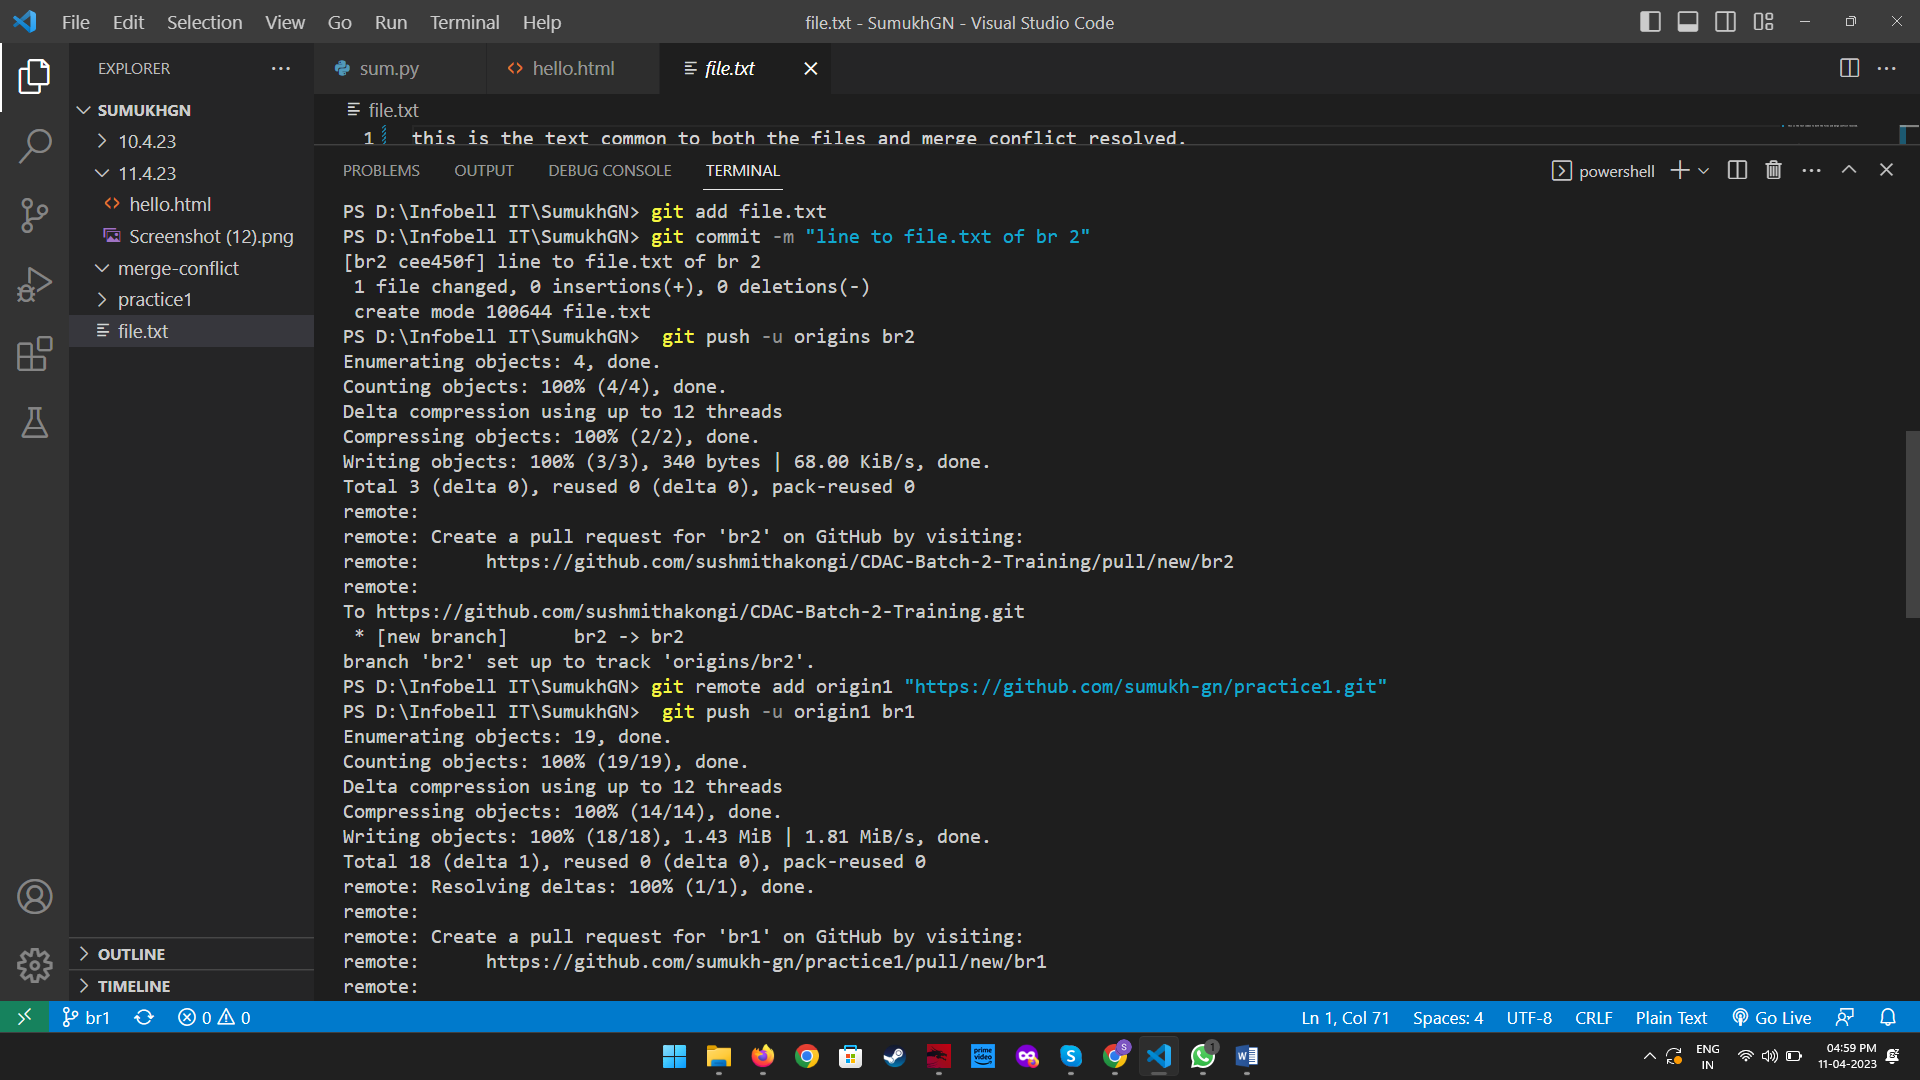 File Edit Selection View Go Run Terminal Help
file.txt - SumukhGN - Visual Studio Code
EXPLORER
SUMUKHGN
10.4.23
11.4.23
hello.html
Screenshot (12).png
merge-conflict
practice1
file.txt
OUTLINE
TIMELINE
sum.py
hello.html
file.txt
file.txt
1 this is the text common to both the files and merge conflict resolved.
PROBLEMS OUTPUT DEBUG CONSOLE TERMINAL
powershell
PS D:\Infobell IT\SumukhGN> git add file.txt
PS D:\Infobell IT\SumukhGN> git commit -m "line to file.txt of br 2"
[br2 cee450f] line to file.txt of br 2
1 file changed, 0 insertions(+), 0 deletions(-)
create mode 100644 file.txt
PS D:\Infobell IT\SumukhGN>  git push -u origins br2
Enumerating objects: 4, done.
Counting objects: 100% (4/4), done.
Delta compression using up to 12 threads
Compressing objects: 100% (2/2), done.
Writing objects: 100% (3/3), 340 bytes | 68.00 KiB/s, done.
Total 3 (delta 0), reused 0 (delta 0), pack-reused 0
remote:
remote: Create a pull request for 'br2' on GitHub by visiting:
remote:      https://github.com/sushmithakongi/CDAC-Batch-2-Training/pull/new/br2
remote:
To https://github.com/sushmithakongi/CDAC-Batch-2-Training.git
* [new branch]      br2 -> br2
branch 'br2' set up to track 'origins/br2'.
PS D:\Infobell IT\SumukhGN> git remote add origin1 "https://github.com/sumukh-gn/practice1.git"
PS D:\Infobell IT\SumukhGN>  git push -u origin1 br1
Enumerating objects: 19, done.
Counting objects: 100% (19/19), done.
Delta compression using up to 12 threads
Compressing objects: 100% (14/14), done.
Writing objects: 100% (18/18), 1.43 MiB | 1.81 MiB/s, done.
Total 18 (delta 1), reused 0 (delta 0), pack-reused 0
remote: Resolving deltas: 100% (1/1), done.
remote:
remote: Create a pull request for 'br1' on GitHub by visiting:
remote:      https://github.com/sumukh-gn/practice1/pull/new/br1
remote:
br1 0 0
Ln 1, Col 71 Spaces: 4 UTF-8 CRLF Plain Text Go Live
prime video
S
1
ENG
IN
04:59 PM
11-04-2023